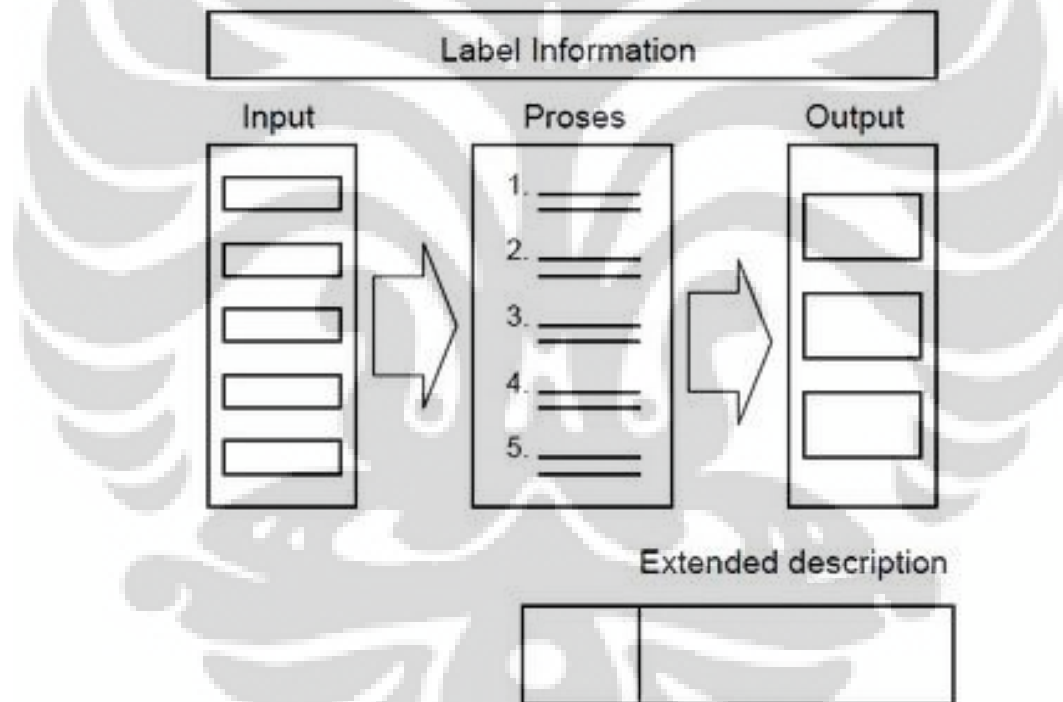 Label Information
Input
Proses
Output
1.
2.
3.
4.
5.
Extended description